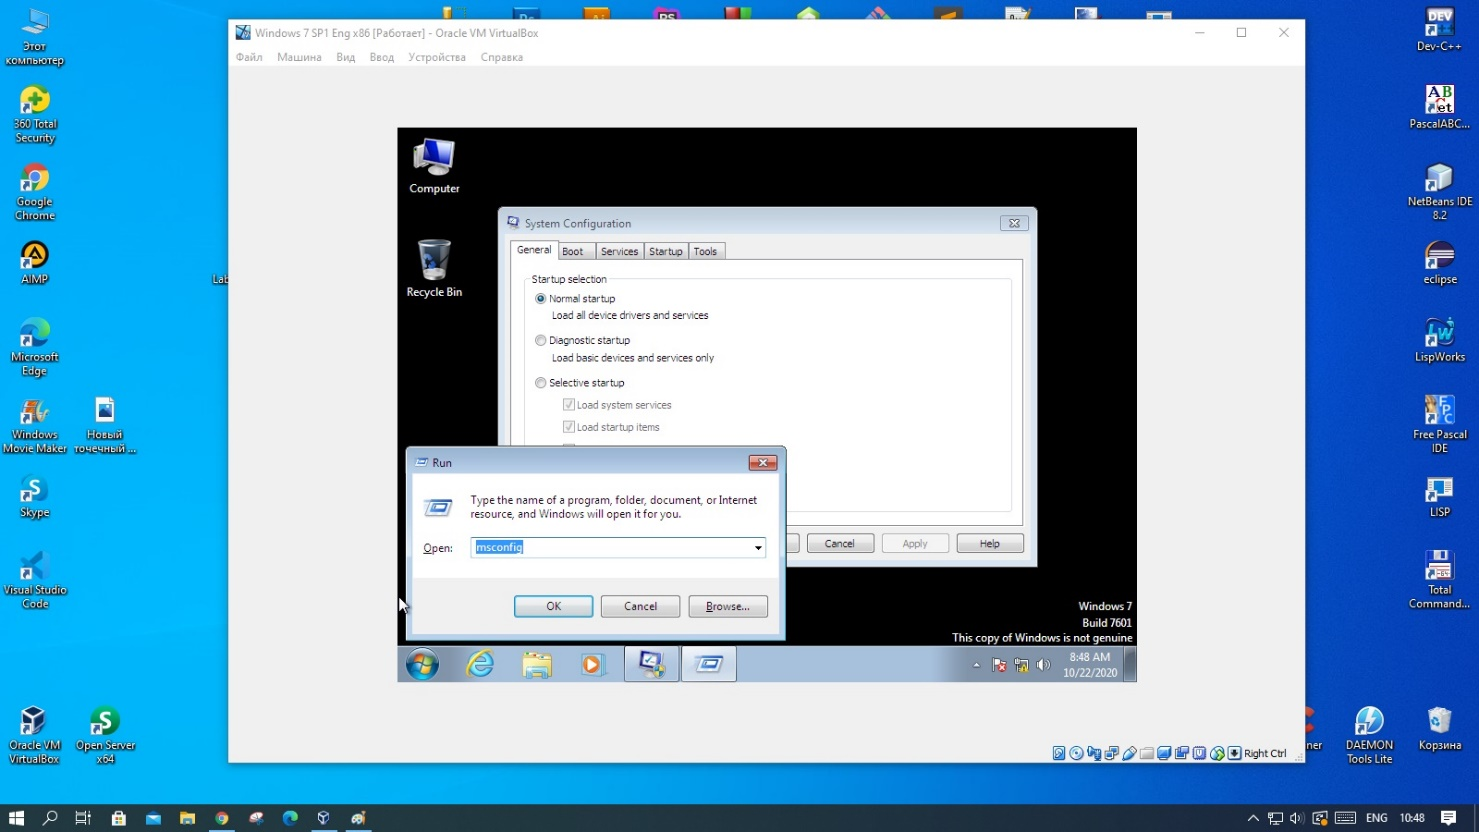 Windows 7 SP1 Eng x86 [Работает] - Oracle VM VirtualBox
Файл Машина Вид Ввод Устройства Справка
Этот
компьютер
360 Total
Security
Google
Chrome
AIMP
Lab
Microsoft
Edge
Windows
Movie Maker
Новый
точечный ...
Skype
Visual Studio
Code
Oracle VM
VirtualBox
Open Server
x64
Computer
Recycle Bin
System Configuration
General Boot Services Startup Tools
Startup selection
Normal startup
Load all device drivers and services
Diagnostic startup
Load basic devices and services only
Selective startup
Load system services
Load startup items
Cancel Apply Help
Run
Type the name of a program, folder, document, or Internet
resource, and Windows will open it for you.
Open: msconfig
OK Cancel Browse...
Windows 7
Build 7601
This copy of Windows is not genuine
8:48 AM
10/22/2020
Right Ctrl
DEV
Dev-C++
AB
PascalABC...
NetBeans IDE
8.2
eclipse
LispWorks
Free Pascal
IDE
LISP
Total
Command...
ner
DAEMON
Tools Lite
Корзина
ENG 10:48